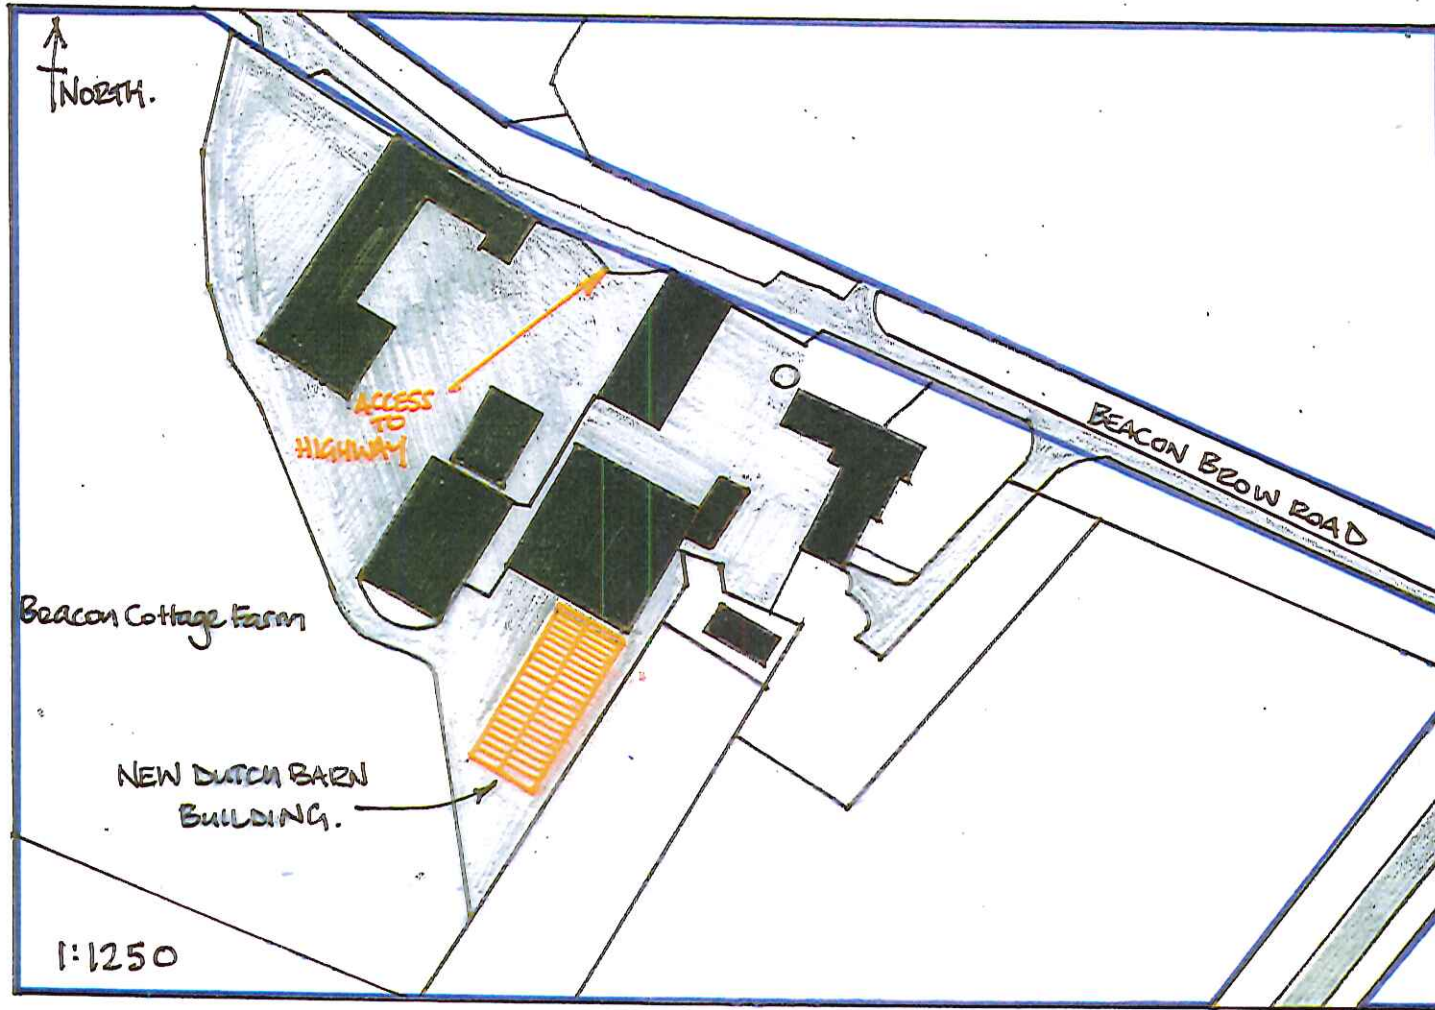 NORTH.
ACCESS
TO
HIGHWAY
BEACON BROW ROAD
Beacon Cottage Farm
NEW DUTCH BARN
BUILDING.
1:1250